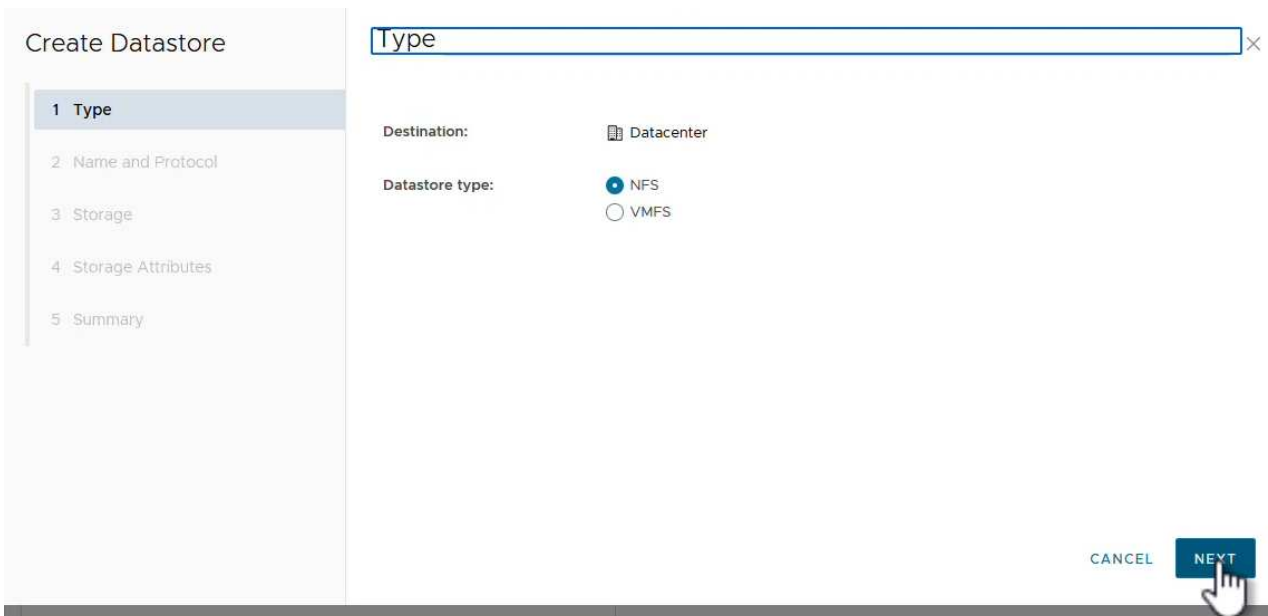 Create Datastore
1 Type
2 Name and Protocol
3 Storage
4 Storage Attributes
5 Summary
Type
Destination: Datacenter
Datastore type: NFS
VMFS
CANCEL NEXT